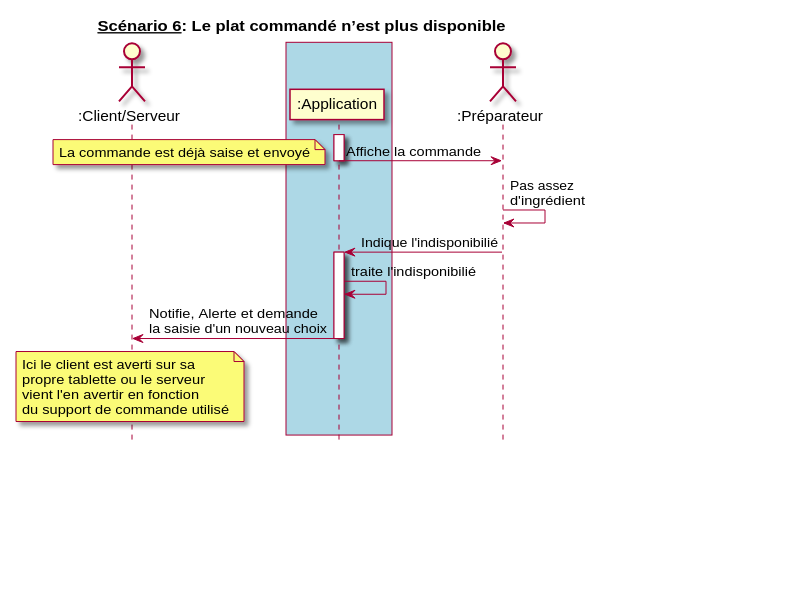 Scénario 6: Le plat commandé n’est plus disponible
:Client/Serveur
:Application
:Préparateur
La commande est déjà saise et envoyé
Affiche la commande
Pas assez
d'ingrédient
Indique l'indisponibilié
traite l'indisponibilié
Notifie, Alerte et demande
la saisie d'un nouveau choix
Ici le client est averti sur sa
propre tablette ou le serveur
vient l'en avertir en fonction
du support de commande utilisé